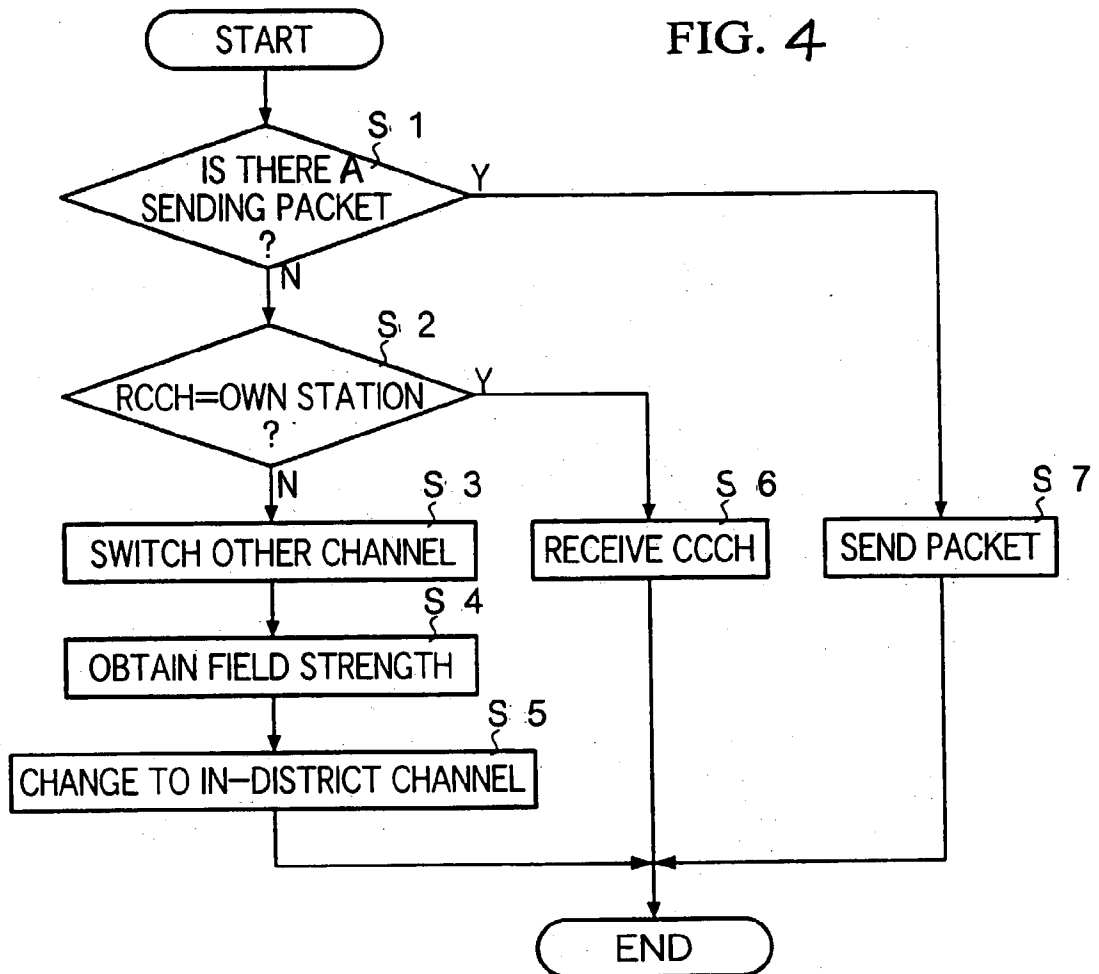 FIG. 4
START
S 1
IS THERE A
SENDING PACKET
?
Y
N
S 2
RCCH=OWN STATION
?
Y
N
S 3
SWITCH OTHER CHANNEL
S 6
RECEIVE CCCH
S 7
SEND PACKET
S 4
OBTAIN FIELD STRENGTH
S 5
CHANGE TO IN-DISTRICT CHANNEL
END